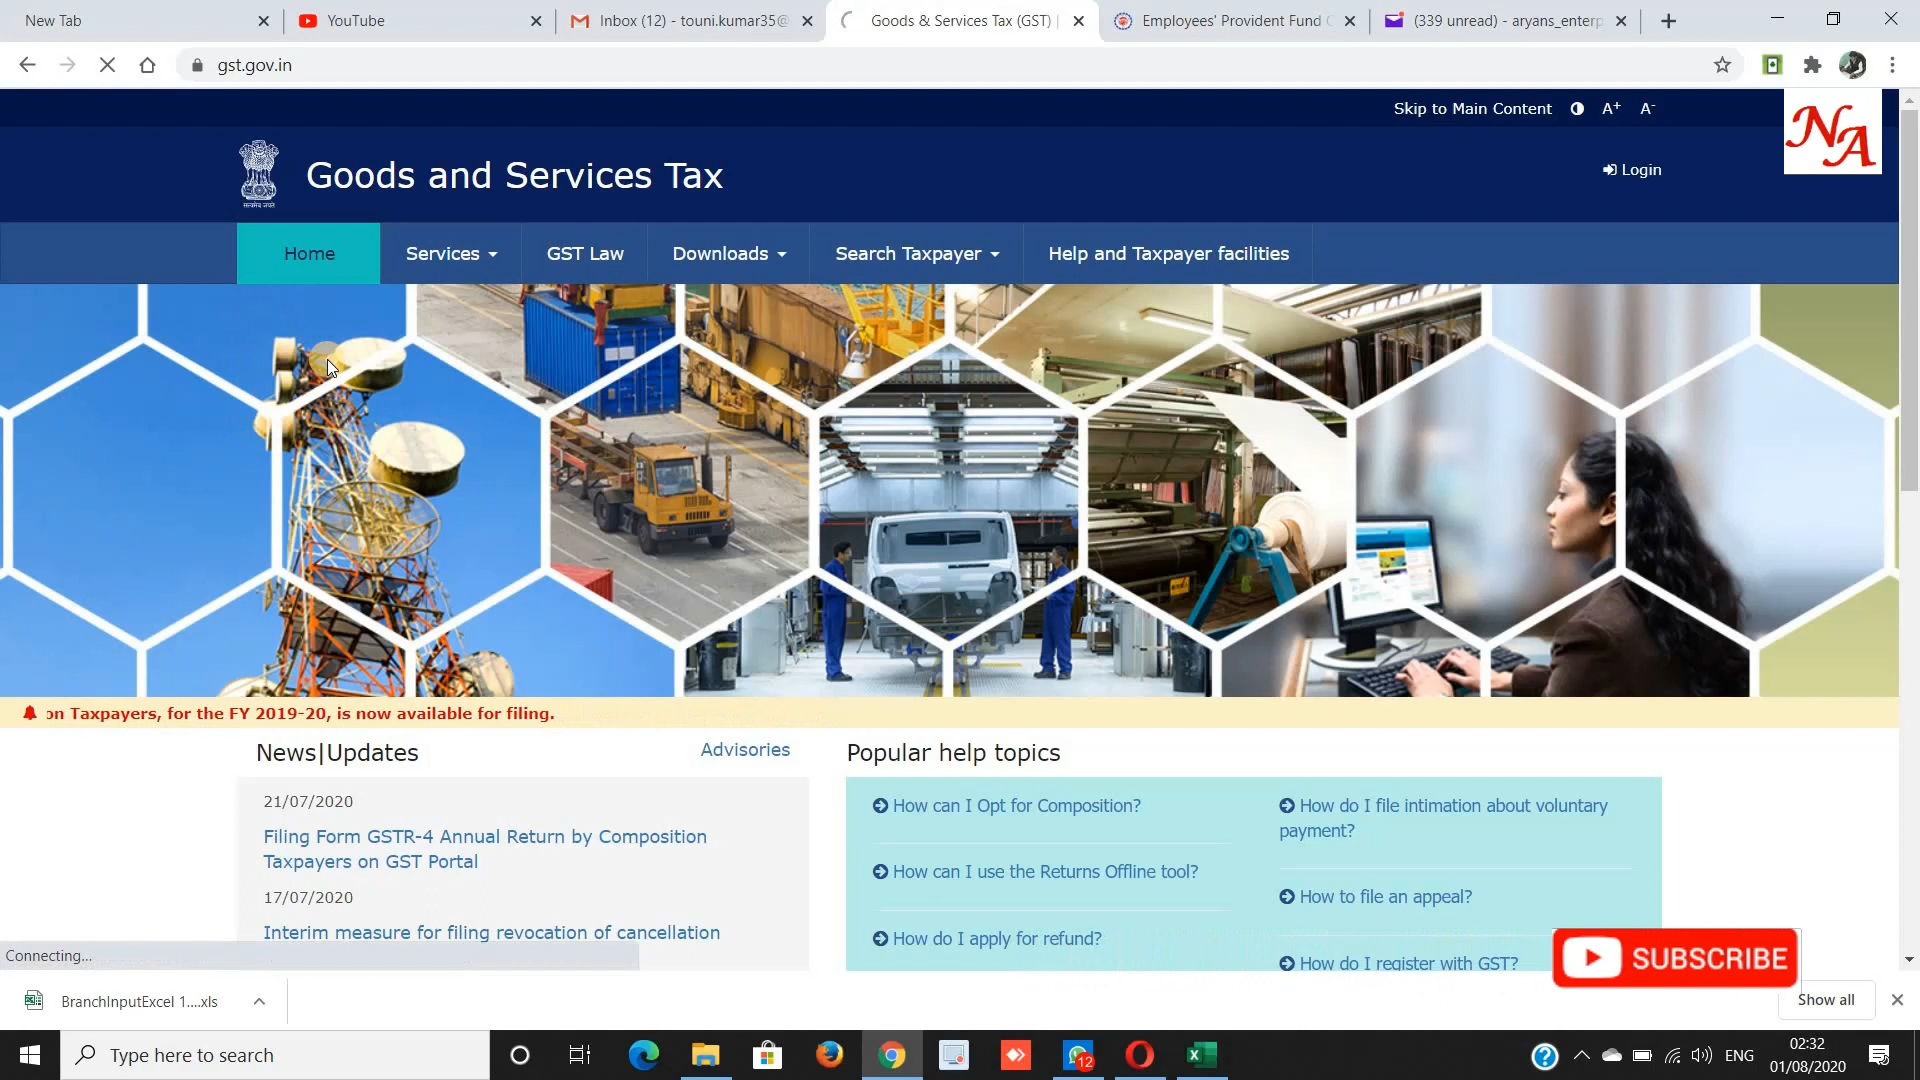 New Tab
YouTube
Inbox (12) - touni.kumar35@
Goods & Services Tax (GST) |
Employees' Provident Fund
(339 unread) - aryans_enterp
gst.gov.in
Skip to Main Content A+ A-
NA
सत्यमेव जयते
Goods and Services Tax
Login
Home
Services
GST Law
Downloads
Search Taxpayer
Help and Taxpayer facilities
on Taxpayers, for the FY 2019-20, is now available for filing.
News|Updates
Advisories
21/07/2020
Filing Form GSTR-4 Annual Return by Composition
Taxpayers on GST Portal
17/07/2020
Interim measure for filing revocation of cancellation
Popular help topics
How can I Opt for Composition?
How can I use the Returns Offline tool?
How do I apply for refund?
How do I file intimation about voluntary
payment?
How to file an appeal?
How do I register with GST?
SUBSCRIBE
Connecting...
BranchInputExcel 1....xls
Show all
Type here to search
12
ENG
02:32
01/08/2020